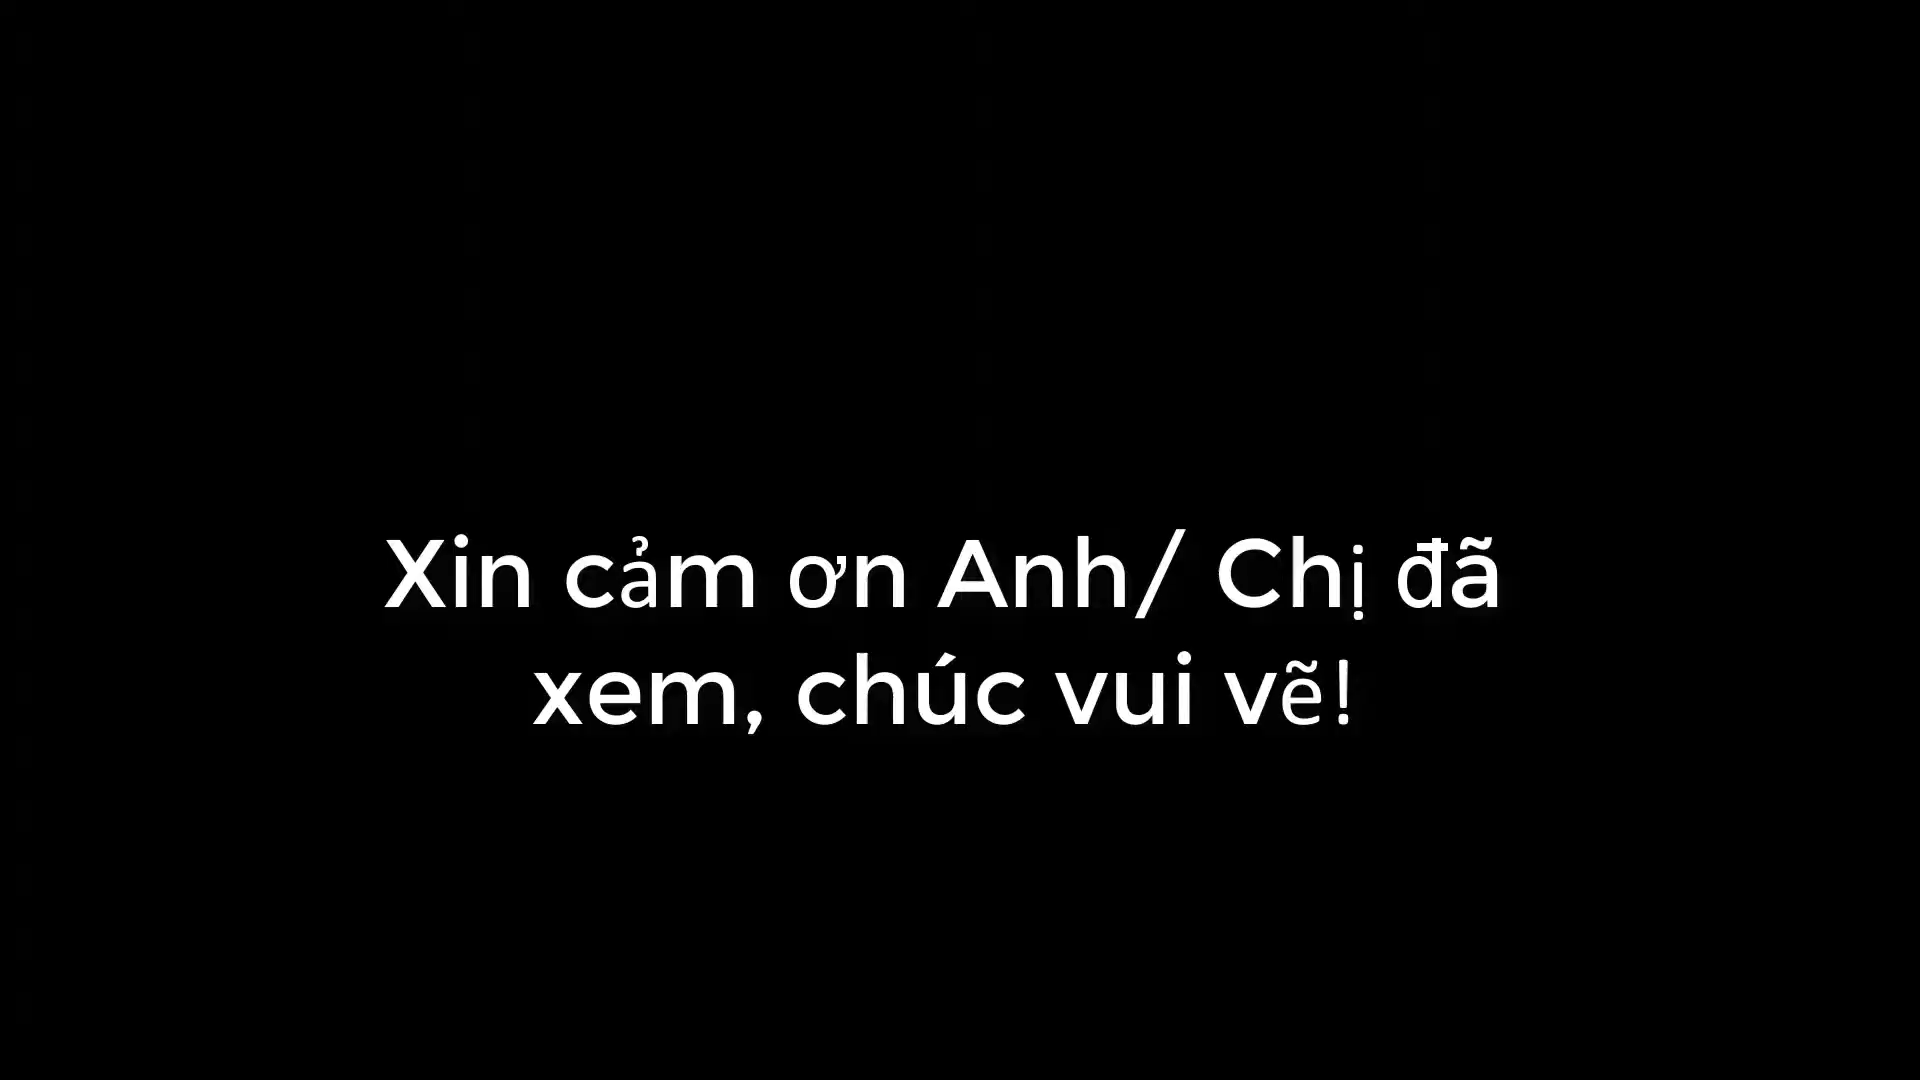 Xin cảm ơn Anh/ Chị đã
xem, chúc vui vẽ!